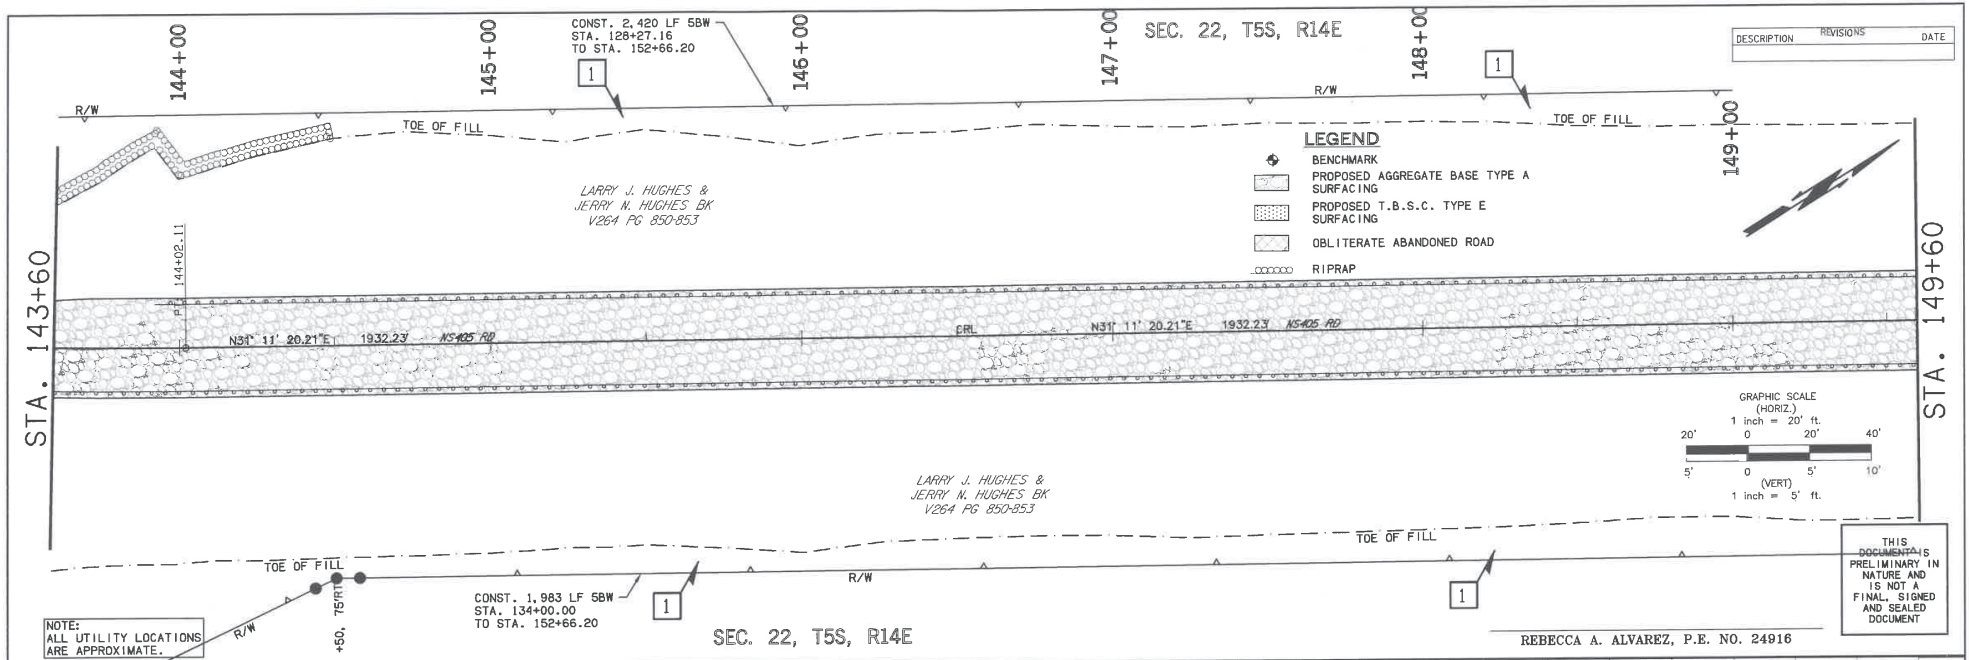 144+00
145+00
146+00
147+00
148+00
149+00
CONST. 2,420 LF 5BW
STA. 128+27.16
TO STA. 152+66.20
1
SEC. 22, T5S, R14E
1
DESCRIPTION REVISIONS DATE
R/W
R/W
TOE OF FILL
TOE OF FILL
LARRY J. HUGHES &
JERRY N. HUGHES BK
V264 PG 850-853
LEGEND
BENCHMARK
PROPOSED AGGREGATE BASE TYPE A
SURFACING
PROPOSED T.B.S.C. TYPE E
SURFACING
OBLITERATE ABANDONED ROAD
RIPRAP
STA. 143+60
144+02.11
N31° 11' 20.21"E 1932.23' NS405 RD
CRL
N31° 11' 20.21"E 1932.23' NS405 RD
STA. 149+60
GRAPHIC SCALE
(HORIZ.)
1 inch = 20' ft.
20' 0 20' 40'
5' 0 5' 10'
(VERT)
1 inch = 5' ft.
LARRY J. HUGHES &
JERRY N. HUGHES BK
V264 PG 850-853
TOE OF FILL
TOE OF FILL
R/W
R/W
+50, 75'RT
CONST. 1,983 LF 5BW
STA. 134+00.00
TO STA. 152+66.20
1
1
SEC. 22, T5S, R14E
NOTE:
ALL UTILITY LOCATIONS
ARE APPROXIMATE.
THIS
DOCUMENT IS
PRELIMINARY IN
NATURE AND
IS NOT A
FINAL, SIGNED
AND SEALED
DOCUMENT
REBECCA A. ALVAREZ, P.E. NO. 24916